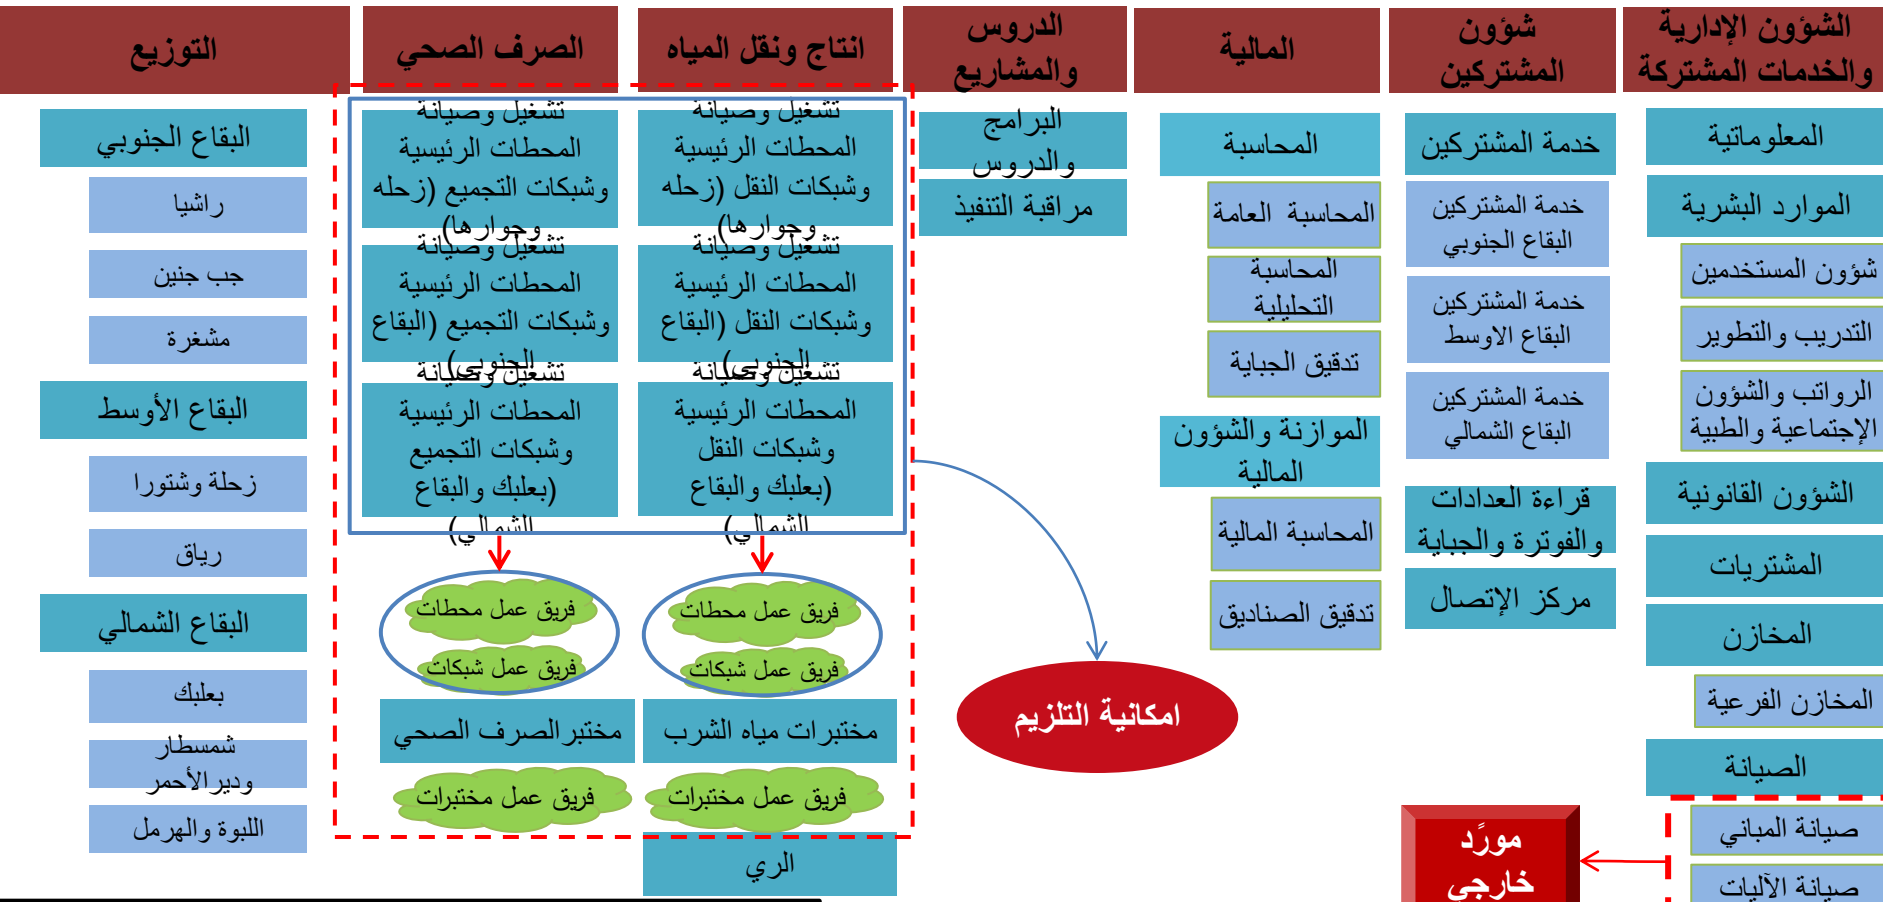 الشؤون الإدارية
والخدمات المشتركة
المعلوماتية
الموارد البشرية
شؤون المستخدمين
التدريب والتطوير
الرواتب والشؤون
الإجتماعية والطبية
الشؤون القانونية
المشتريات
المخازن
المخازن الفرعية
الصيانة
صيانة المباني
صيانة الآليات
مورًد
خارجي
شؤون
المشتركين
خدمة المشتركين
خدمة المشتركين
البقاع الجنوبي
خدمة المشتركين
البقاع الاوسط
خدمة المشتركين
البقاع الشمالي
قراءة العدادات
والفوترة والجباية
مركز الإتصال
المالية
المحاسبة
المحاسبة العامة
المحاسبة
التحليلية
تدقيق الجباية
الموازنة والشؤون
المالية
المحاسبة المالية
تدقيق الصناديق
الدروس
والمشاريع
البرامج
والدروس
مراقبة التنفيذ
امكانية التلزيم
انتاج ونقل المياه
تشغيل وصيانة
المحطات الرئيسية
وشبكات النقل (زحله
وجوارها)
تشغيل وصيانة
المحطات الرئيسية
وشبكات النقل (البقاع
الجنوبي)
تشغيل وصيانة
المحطات الرئيسية
وشبكات النقل
(بعلبك والبقاع
الشمالي)
فريق عمل محطات
فريق عمل شبكات
مختبرات مياه الشرب
فريق عمل مختبرات
الري
الصرف الصحي
تشغيل وصيانة
المحطات الرئيسية
وشبكات التجميع (زحله
وجوارها)
تشغيل وصيانة
المحطات الرئيسية
وشبكات التجميع (البقاع
الجنوبي)
تشغيل وصيانة
المحطات الرئيسية
وشبكات التجميع
(بعلبك والبقاع
الشمالي)
فريق عمل محطات
فريق عمل شبكات
مختبر الصرف الصحي
فريق عمل مختبرات
التوزيع
البقاع الجنوبي
راشيا
جب جنين
مشغرة
البقاع الأوسط
زحلة وشتورا
رياق
البقاع الشمالي
بعلبك
شمسطار
وديرالأحمر
اللبوة والهرمل